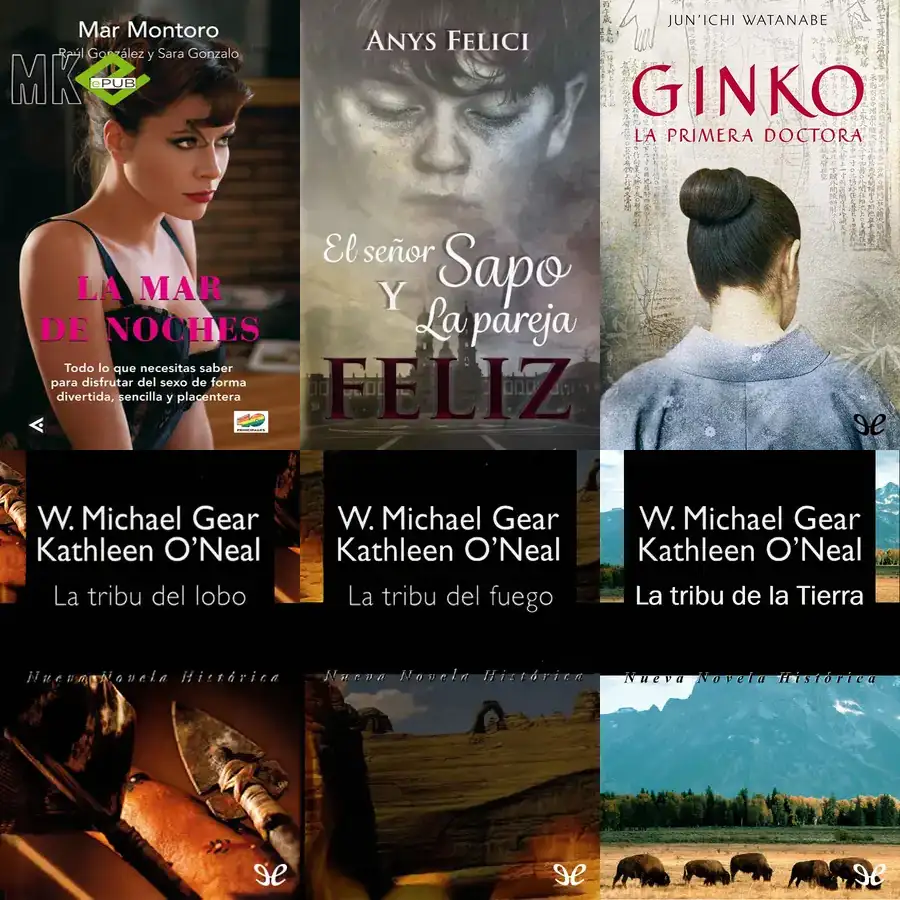 Mar Montoro
Raúl González y Sara Gonzalo
MK
ePUB
LA MAR
DE NOCHES
Todo lo que necesitas saber
para disfrutar del sexo de forma
divertida, sencilla y placentera
40
PRINCIPALES
ANYS FELICI
El señor Sapo
Y
La pareja
FELIZ
JUN'ICHI WATANABE
GINKO
LA PRIMERA DOCTORA
W. Michael Gear
Kathleen O'Neal
La tribu del lobo
Nueva Novela Histórica
W. Michael Gear
Kathleen O'Neal
La tribu del fuego
Nueva Novela Histórica
W. Michael Gear
Kathleen O'Neal
La tribu de la Tierra
Nueva Novela Histórica